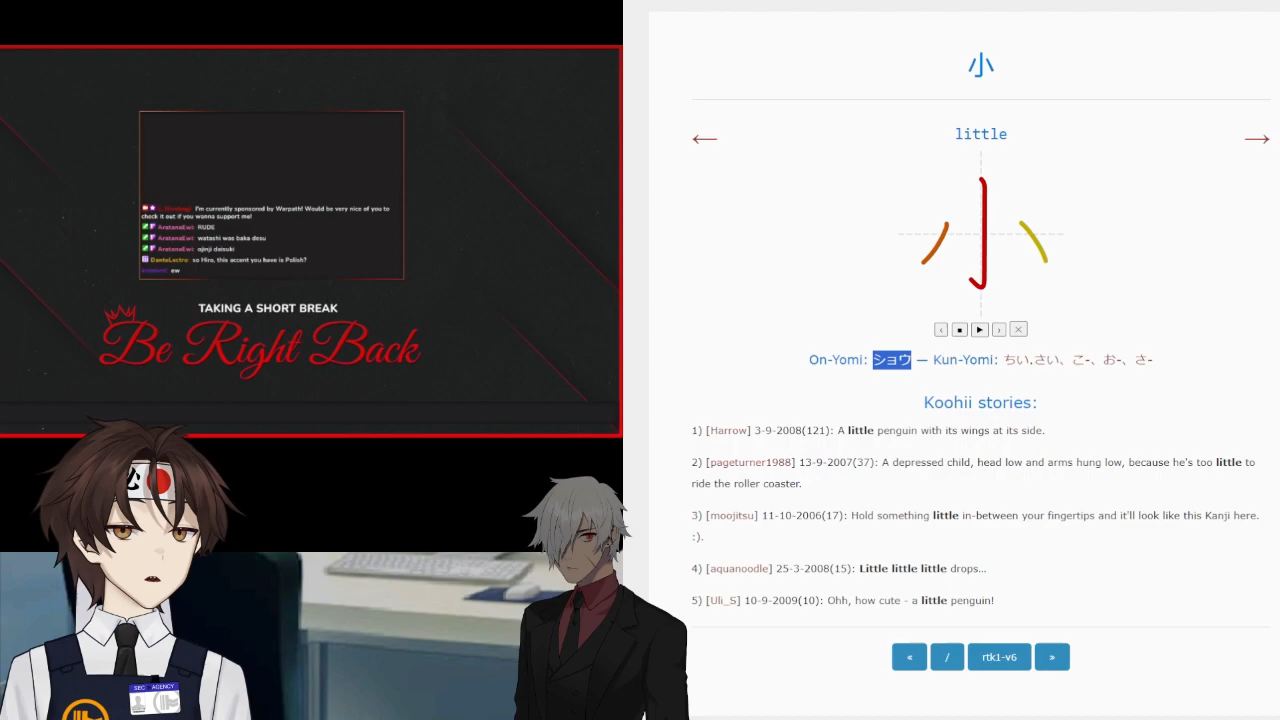 I'm currently sponsored by Warpath! Would be very nice of you to
check it out if you wanna support me!
AratanaEwi: RUDE
AratanaEwi: watashi was baka desu
AratanaEwi: ojinji daisuki
DanteLectro: so Hiro, this accent you have is Polish?
ew
TAKING A SHORT BREAK
Be Right Back
SEC AGENCY
小
←
little
→
On-Yomi: ショウ — Kun-Yomi: ちい.さい、こ-、お-、さ-
Koohii stories:
1) [Harrow] 3-9-2008(121): A little penguin with its wings at its side.
2) [pageturner1988] 13-9-2007(37): A depressed child, head low and arms hung low, because he's too little to
ride the roller coaster.
3) [moojitsu] 11-10-2006(17): Hold something little in-between your fingertips and it'll look like this Kanji here.
:).
4) [aquanoodle] 25-3-2008(15): Little little little drops...
5) [Uli_S] 10-9-2009(10): Ohh, how cute - a little penguin!
« / rtk1-v6 »